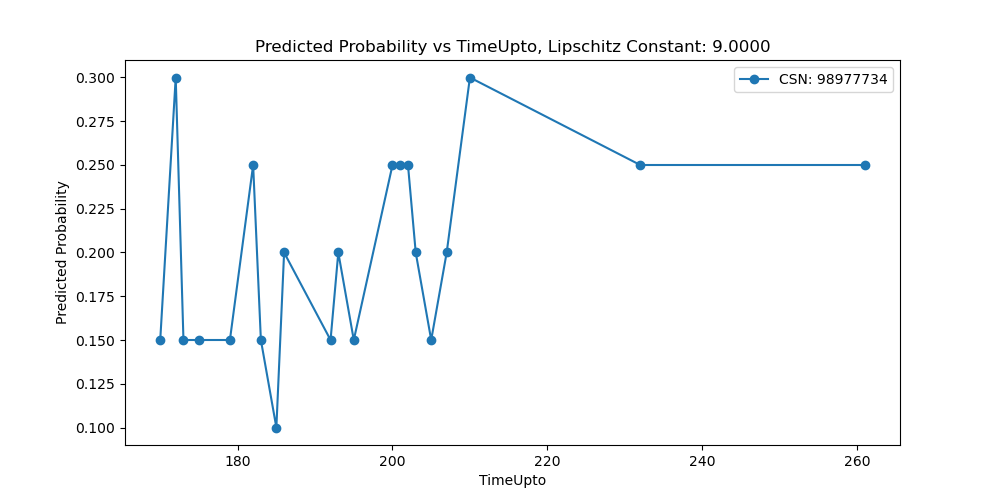 Predicted Probability vs TimeUpto, Lipschitz Constant: 9.0000
CSN: 98977734
Predicted Probability
0.300
0.275
0.250
0.225
0.200
0.175
0.150
0.125
0.100
180 200 220 240 260
TimeUpto